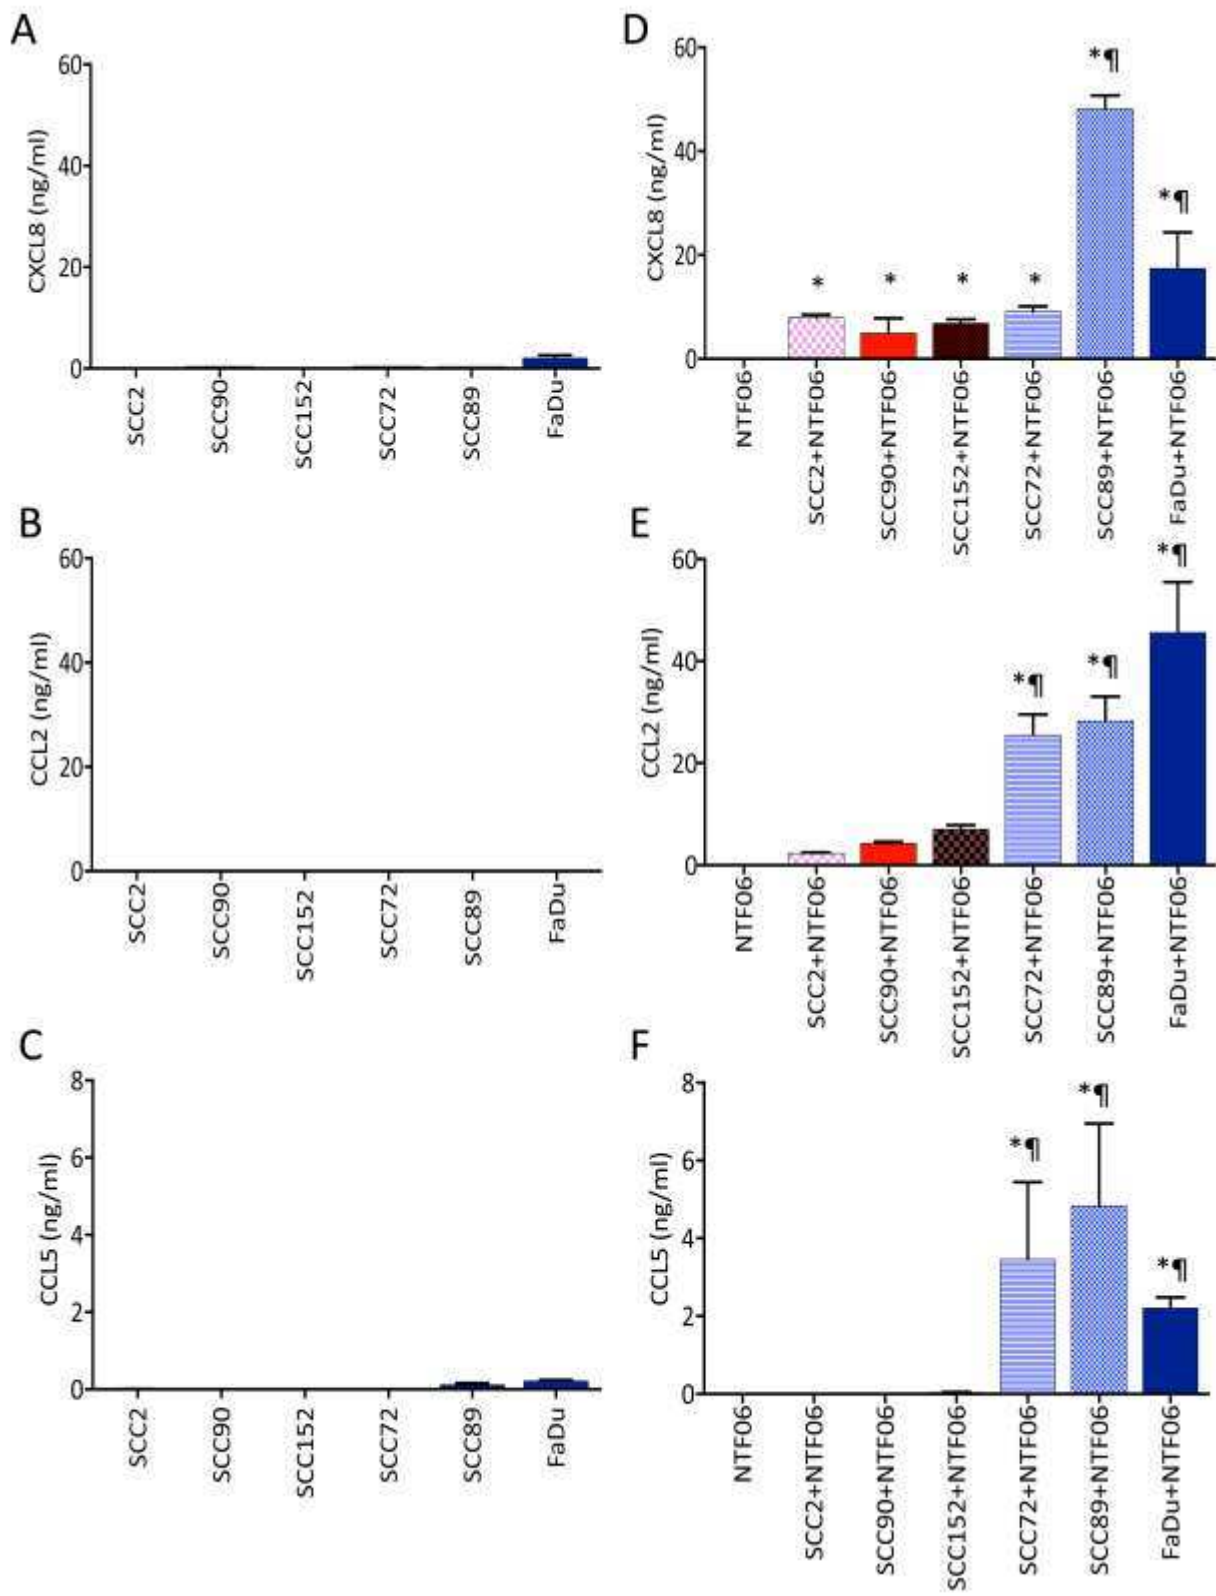 A
CXCL8 (ng/ml)
60
40
20
0
SCC2
SCC90
SCC152
SCC72
SCC89
FaDu
D
CXCL8 (ng/ml)
60
40
20
0
*
*
*
*
*¶
*¶
NTF06
SCC2+NTF06
SCC90+NTF06
SCC152+NTF06
SCC72+NTF06
SCC89+NTF06
FaDu+NTF06
B
CCL2 (ng/ml)
60
40
20
0
SCC2
SCC90
SCC152
SCC72
SCC89
FaDu
E
CCL2 (ng/ml)
60
40
20
0
*¶
*¶
*¶
NTF06
SCC2+NTF06
SCC90+NTF06
SCC152+NTF06
SCC72+NTF06
SCC89+NTF06
FaDu+NTF06
C
CCL5 (ng/ml)
8
6
4
2
0
SCC2
SCC90
SCC152
SCC72
SCC89
FaDu
F
CCL5 (ng/ml)
8
6
4
2
0
*¶
*¶
*¶
NTF06
SCC2+NTF06
SCC90+NTF06
SCC152+NTF06
SCC72+NTF06
SCC89+NTF06
FaDu+NTF06